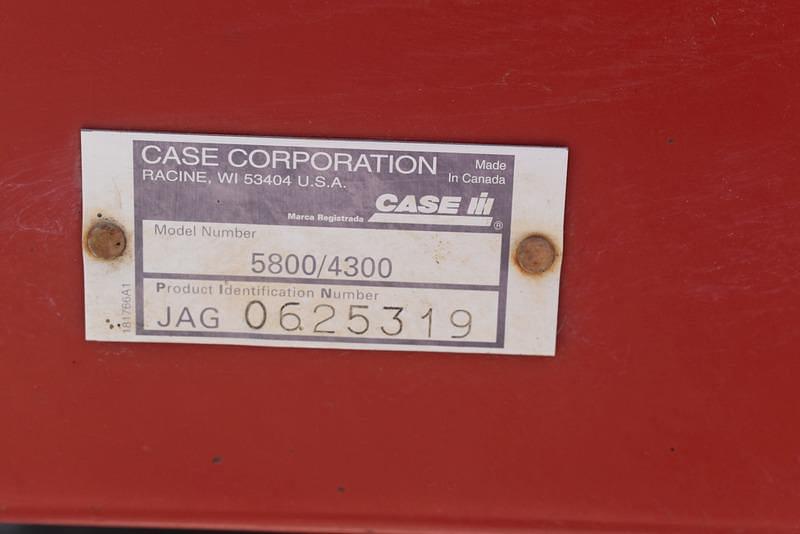 CASE CORPORATION
Made
In Canada
RACINE, WI 53404 U.S.A.
Marca Registrada
CASE IH ®
Model Number
5800/4300
Product Identification Number
JAG 0625319
181766A1